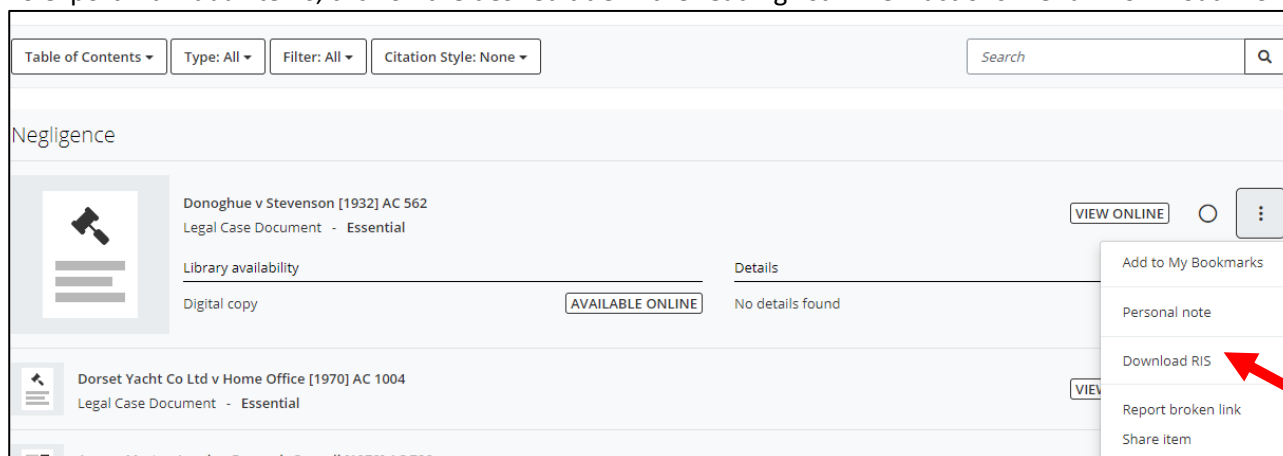 Table of Contents
Type: All
Filter: All
Citation Style: None
Search
Negligence
Donoghue v Stevenson [1932] AC 562
Legal Case Document - Essential
VIEW ONLINE
Library availability
Details
Digital copy
AVAILABLE ONLINE
No details found
Add to My Bookmarks
Personal note
Download RIS
Report broken link
Share item
Dorset Yacht Co Ltd v Home Office [1970] AC 1004
Legal Case Document - Essential